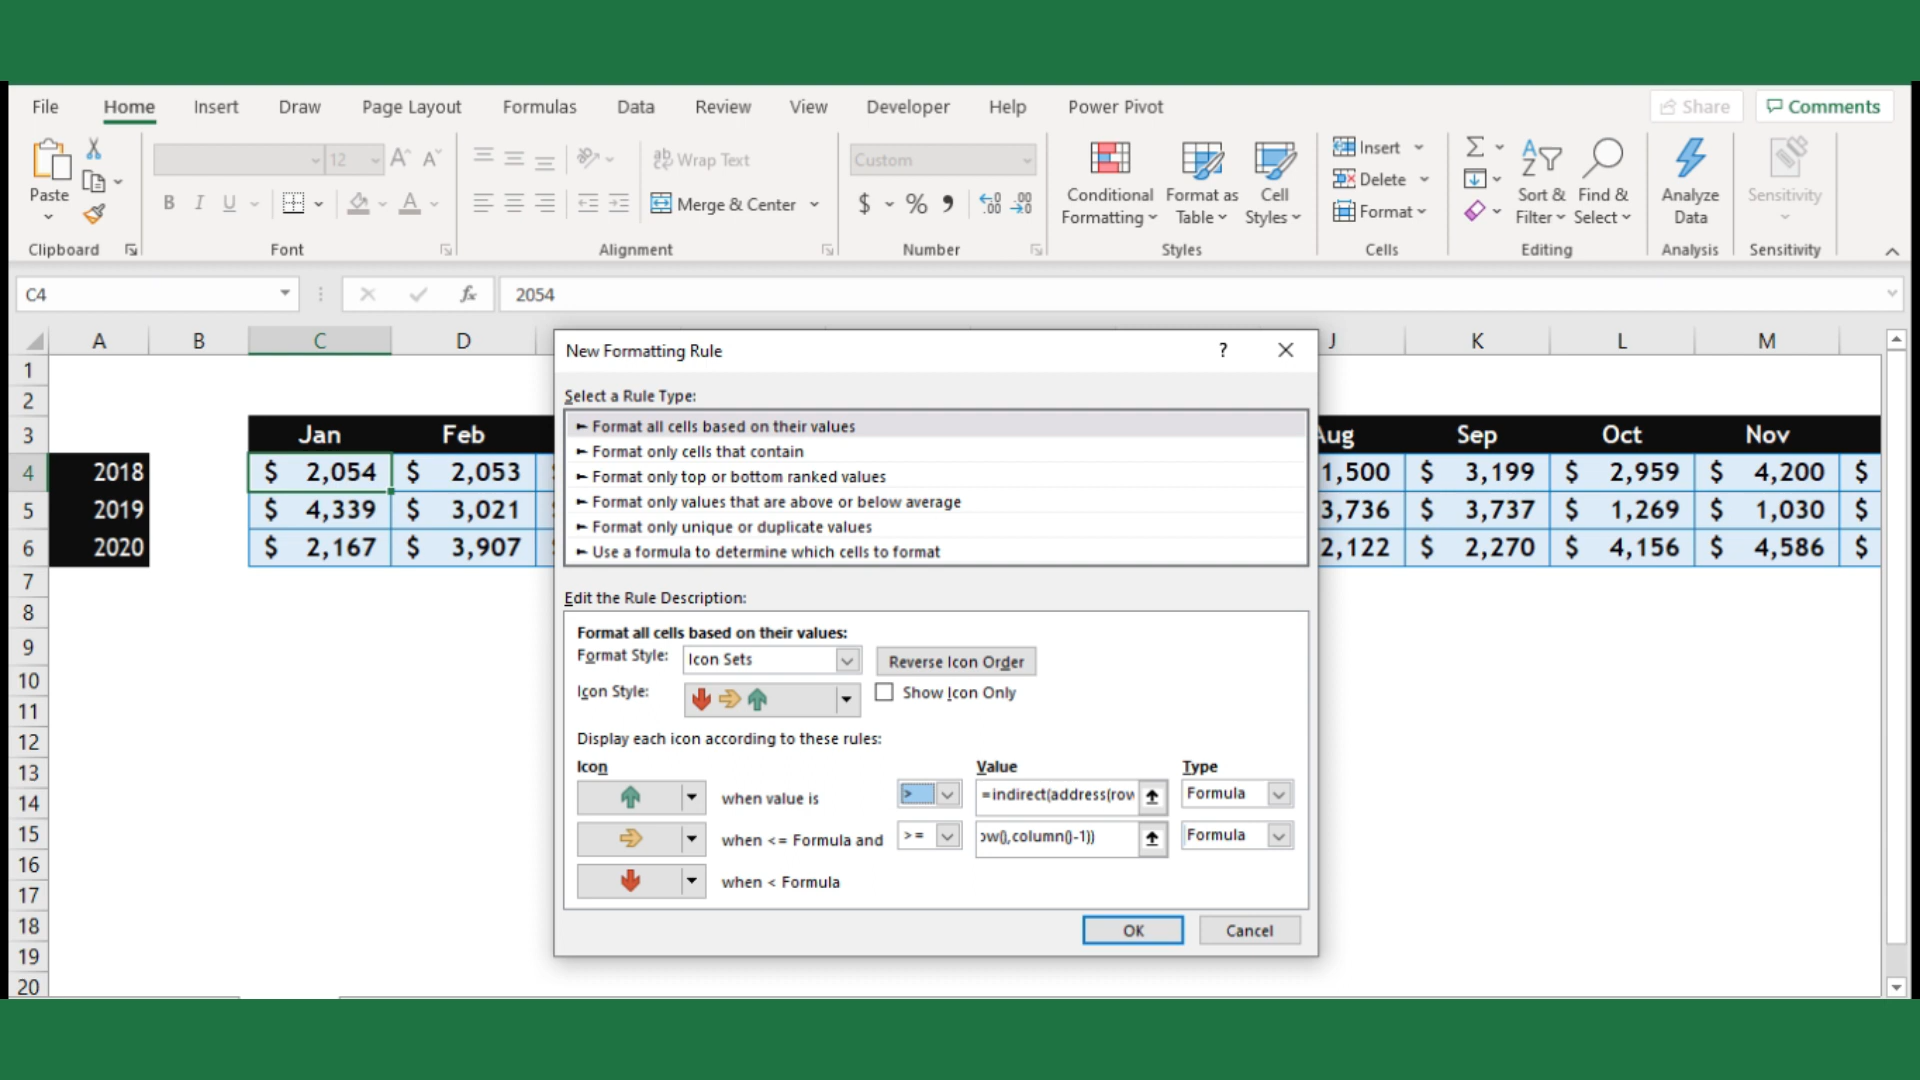 File Home Insert Draw Page Layout Formulas Data Review View Developer Help Power Pivot Share Comments
Paste
12 A A
ab Wrap Text
Custom
Conditional Formatting
Format as Table
Cell Styles
Insert
Delete
Format
Sort & Filter
Find & Select
Analyze Data
Sensitivity
B I U A
Merge & Center
$ % ,
Clipboard Font Alignment Number Styles Cells Editing Analysis Sensitivity
C4 fx 2054
A B C D J K L M
1
2
3 Jan Feb Aug Sep Oct Nov
4 2018 $ 2,054 $ 2,053 1,500 $ 3,199 $ 2,959 $ 4,200 $
5 2019 $ 4,339 $ 3,021 3,736 $ 3,737 $ 1,269 $ 1,030 $
6 2020 $ 2,167 $ 3,907 2,122 $ 2,270 $ 4,156 $ 4,586 $
7
8
9
10
11
12
13
14
15
16
17
18
19
20
New Formatting Rule ?
Select a Rule Type:
► Format all cells based on their values
► Format only cells that contain
► Format only top or bottom ranked values
► Format only values that are above or below average
► Format only unique or duplicate values
► Use a formula to determine which cells to format
Edit the Rule Description:
Format all cells based on their values:
Format Style: Icon Sets Reverse Icon Order
Icon Style: Show Icon Only
Display each icon according to these rules:
Icon Value Type
when value is > =indirect(address(row Formula
when <= Formula and >= ow(),column()-1)) Formula
when < Formula
OK Cancel